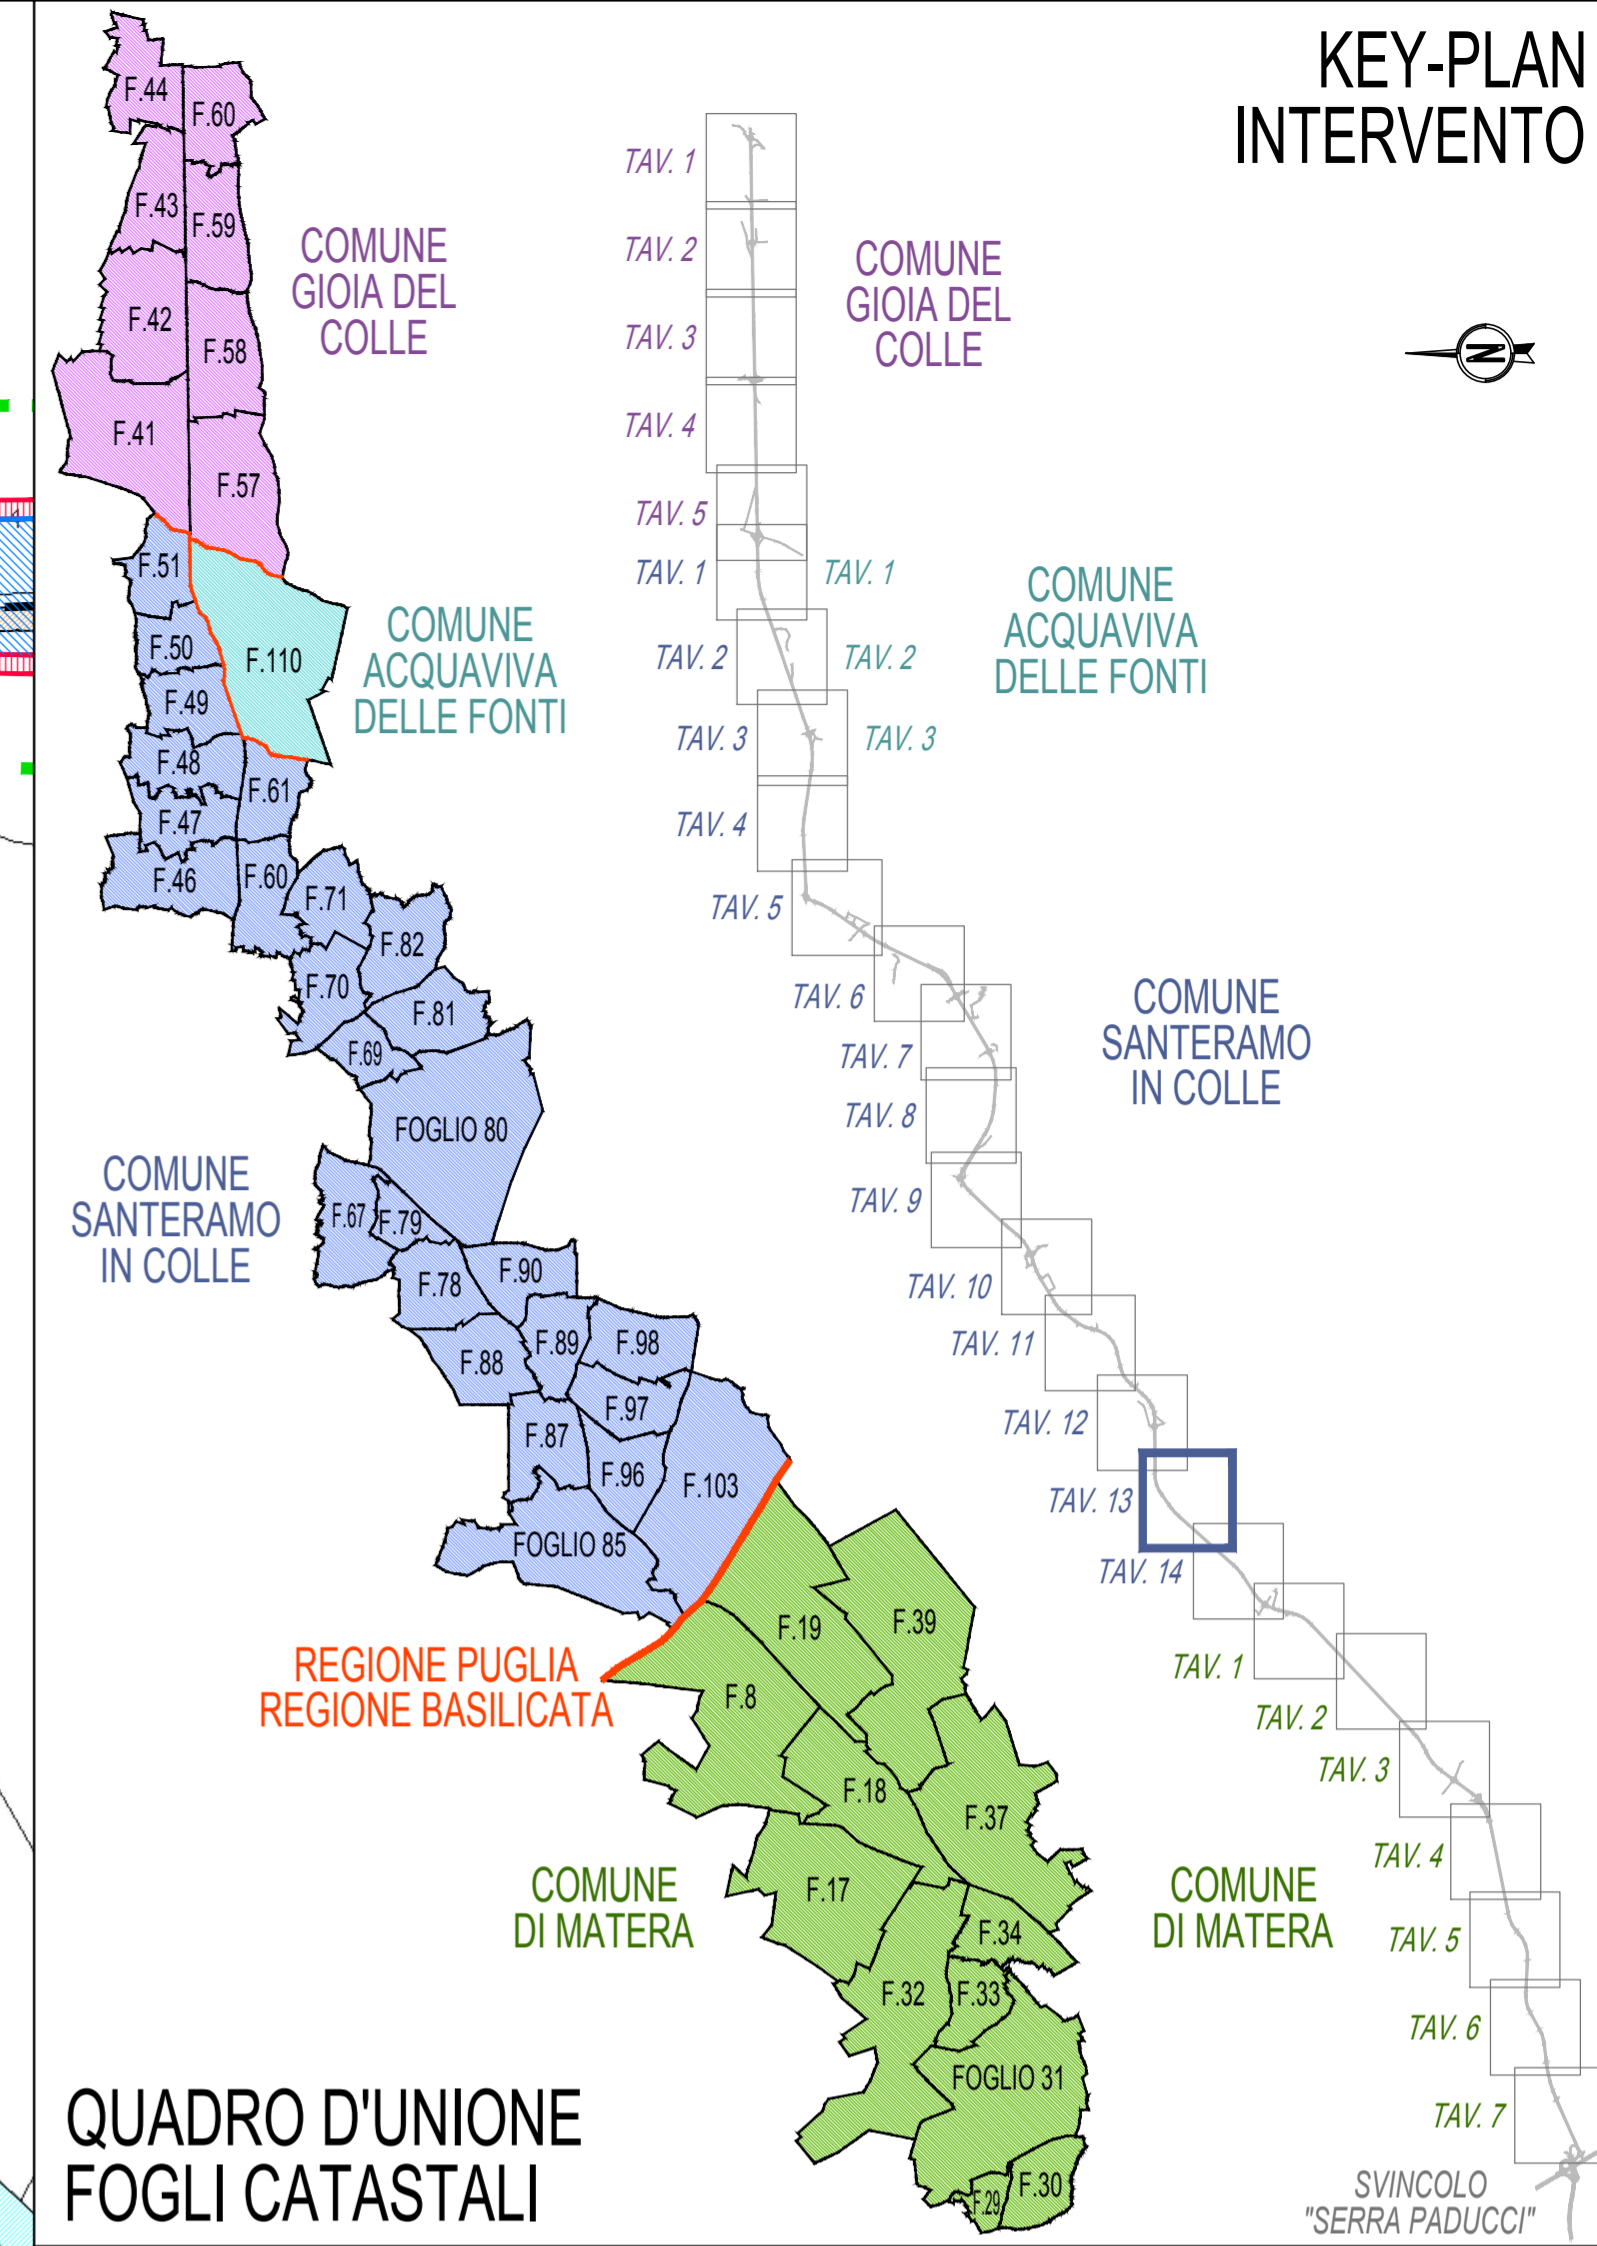 KEY-PLAN
INTERVENTO
N
F.44
F.60
F.43
F.59
F.42
F.58
F.41
F.57
COMUNE
GIOIA DEL
COLLE
F.51
F.50
F.110
F.49
F.48
F.61
F.47
F.46
F.60
COMUNE
ACQUAVIVA
DELLE FONTI
F.71
F.82
F.70
F.81
F.69
FOGLIO 80
F.67
F.79
F.78
F.90
F.89
F.98
F.88
F.97
F.87
F.96
F.103
FOGLIO 85
COMUNE
SANTERAMO
IN COLLE
REGIONE PUGLIA
REGIONE BASILICATA
F.19
F.39
F.8
F.18
F.37
F.17
F.34
F.32
F.33
FOGLIO 31
F.30
F.29
COMUNE
DI MATERA
QUADRO D'UNIONE
FOGLI CATASTALI
TAV. 1
TAV. 2
TAV. 3
TAV. 4
TAV. 5
COMUNE
GIOIA DEL
COLLE
TAV. 1
TAV. 1
TAV. 2
TAV. 2
TAV. 3
TAV. 3
COMUNE
ACQUAVIVA
DELLE FONTI
TAV. 4
TAV. 5
TAV. 6
TAV. 7
TAV. 8
TAV. 9
TAV. 10
TAV. 11
TAV. 12
TAV. 13
TAV. 14
COMUNE
SANTERAMO
IN COLLE
TAV. 1
TAV. 2
TAV. 3
TAV. 4
TAV. 5
TAV. 6
TAV. 7
COMUNE
DI MATERA
SVINCOLO
"SERRA PADUCCI"